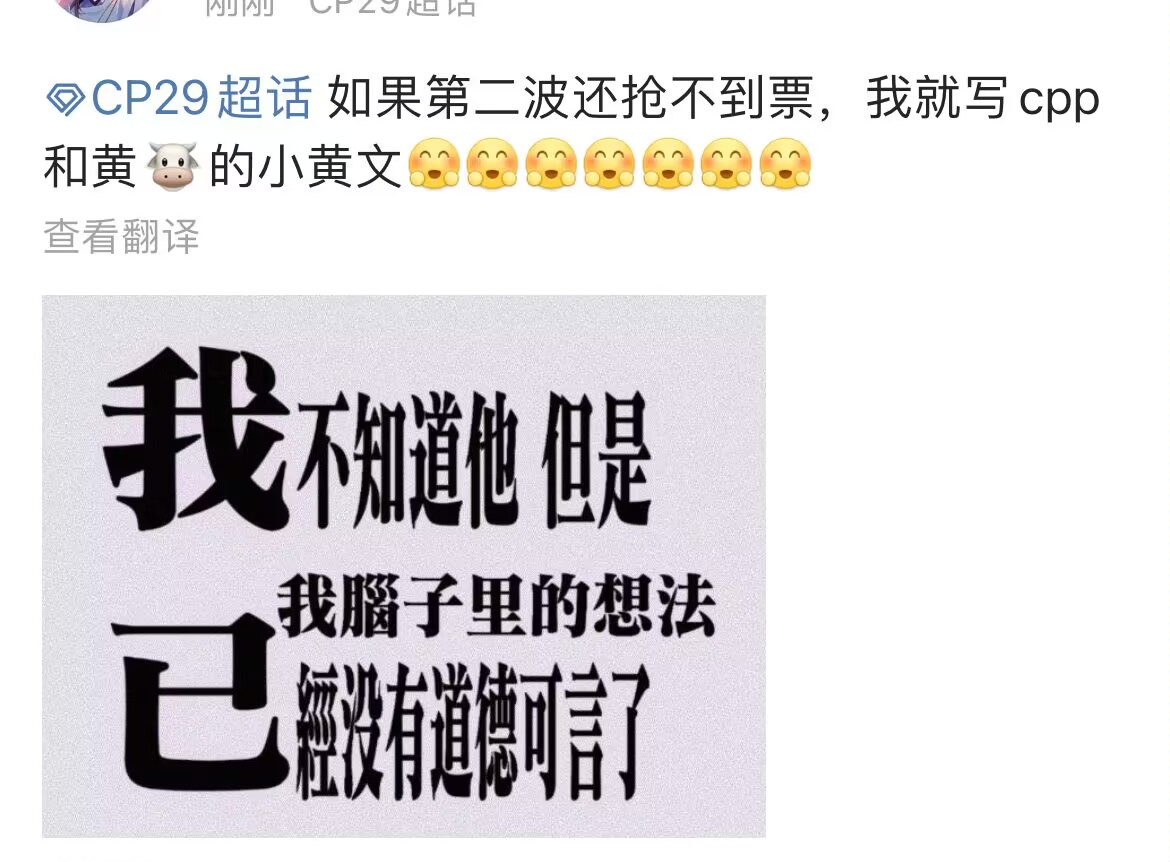 刚刚 CP29超话
CP29超话 如果第二波还抢不到票，我就写cpp
和黄🐮的小黄文🤗🤗🤗🤗🤗🤗🤗
查看翻译
我不知道他 但是
我腦子里的想法
已經没有道德可言了